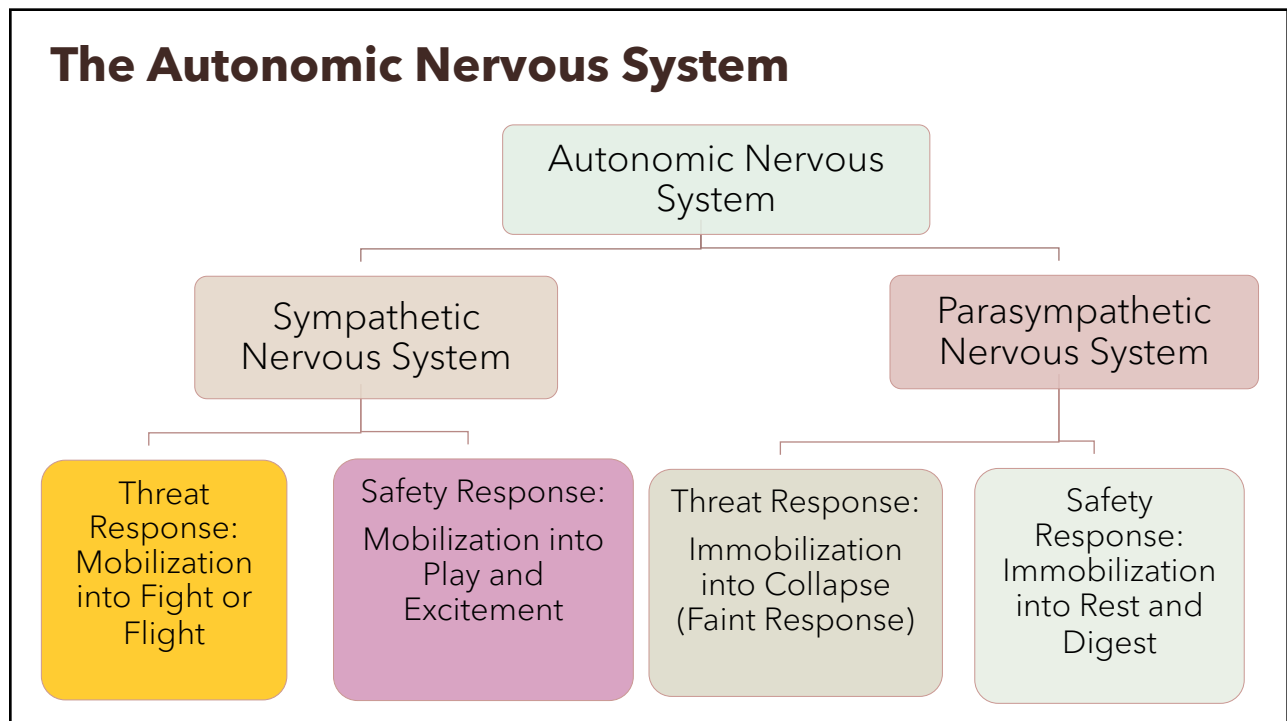 The Autonomic Nervous System
Autonomic Nervous
System
Sympathetic
Nervous System
Parasympathetic
Nervous System
Threat
Response:
Mobilization
into Fight or
Flight
Safety Response:
Mobilization into
Play and
Excitement
Threat Response:
Immobilization
into Collapse
(Faint Response)
Safety
Response:
Immobilization
into Rest and
Digest